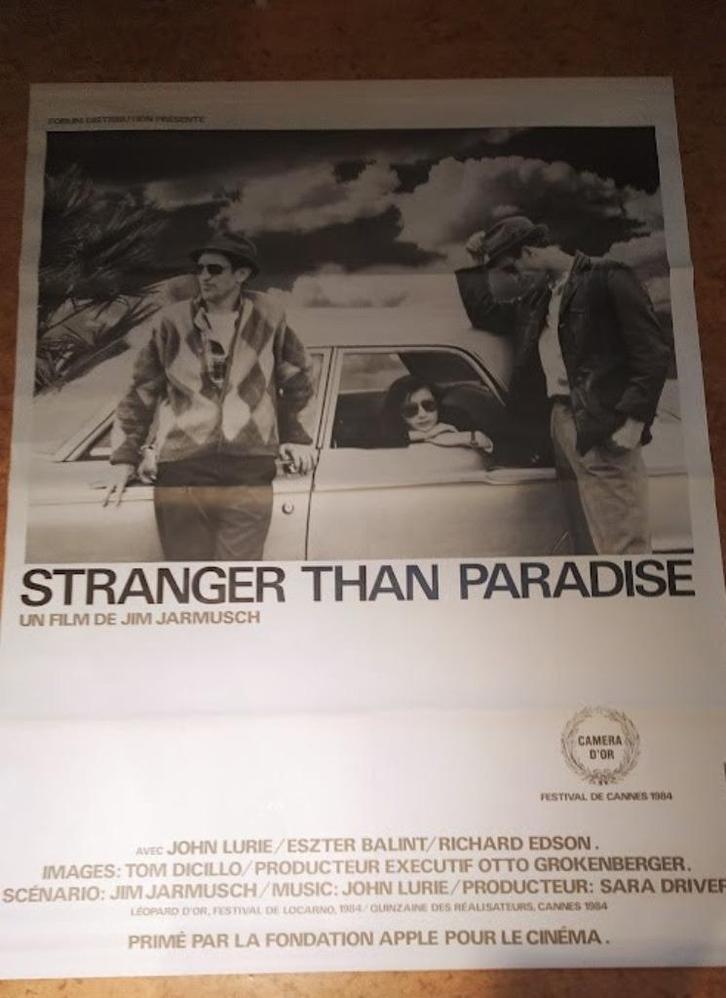 FORUM DISTRIBUTION PRÉSENTE
STRANGER THAN PARADISE
UN FILM DE JIM JARMUSCH
CAMERA
D'OR
FESTIVAL DE CANNES 1984
AVEC JOHN LURIE/ESZTER BALINT/RICHARD EDSON.
IMAGES: TOM DICILLO/PRODUCTEUR EXECUTIF OTTO GROKENBERGER.
SCÉNARIO: JIM JARMUSCH/MUSIC: JOHN LURIE/PRODUCTEUR: SARA DRIVER
LÉOPARD D'OR, FESTIVAL DE LOCARNO, 1984/QUINZAINE DES RÉALISATEURS, CANNES 1984
PRIMÉ PAR LA FONDATION APPLE POUR LE CINÉMA.